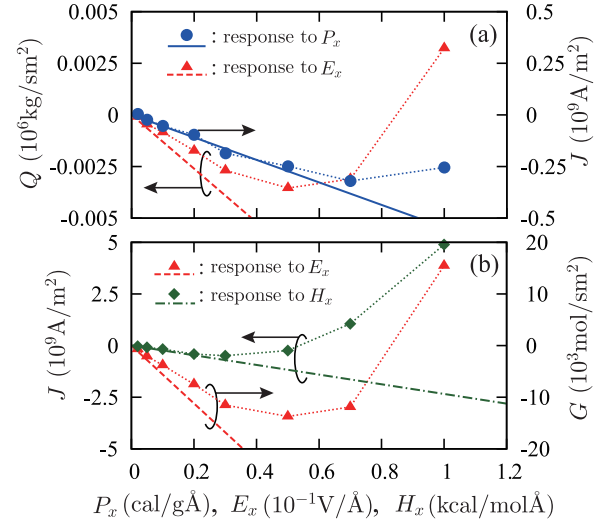 0.005
0.0025
0
-0.0025
-0.005
Q (10⁶kg/sm²)
: response to Pₓ
: response to Eₓ
(a)
0.5
0.25
0
-0.25
-0.5
J (10⁹A/m²)
5
2.5
0
-2.5
-5
J (10⁹A/m²)
: response to Eₓ
: response to Hₓ
(b)
20
10
0
-10
-20
G (10³mol/sm²)
0 0.2 0.4 0.6 0.8 1 1.2
Pₓ (cal/gÅ), Eₓ (10⁻¹V/Å), Hₓ (kcal/molÅ)